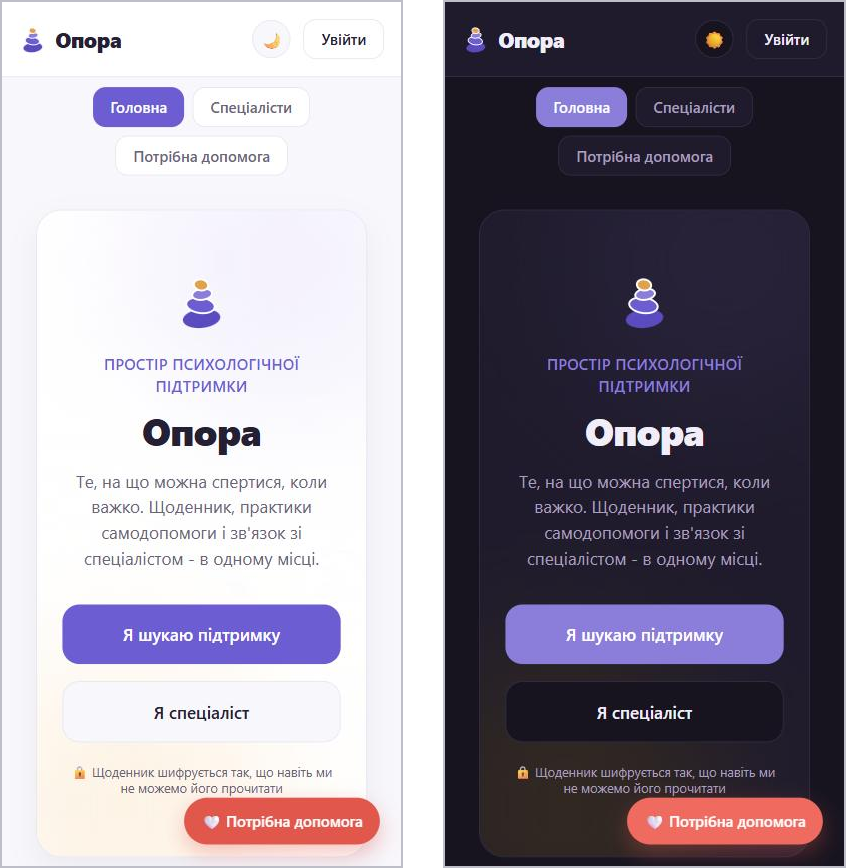 Опора
Увійти
Головна
Спеціалісти
Потрібна допомога
ПРОСТІР ПСИХОЛОГІЧНОЇ
ПІДТРИМКИ
Опора
Те, на що можна спертися, коли
важко. Щоденник, практики
самодопомоги і зв'язок зі
спеціалістом - в одному місці.
Я шукаю підтримку
Я спеціаліст
Щоденник шифрується так, що навіть ми
не можемо його прочитати
Потрібна допомога
Опора
Увійти
Головна
Спеціалісти
Потрібна допомога
ПРОСТІР ПСИХОЛОГІЧНОЇ
ПІДТРИМКИ
Опора
Те, на що можна спертися, коли
важко. Щоденник, практики
самодопомоги і зв'язок зі
спеціалістом - в одному місці.
Я шукаю підтримку
Я спеціаліст
Щоденник шифрується так, що навіть ми
не можемо його прочитати
Потрібна допомога